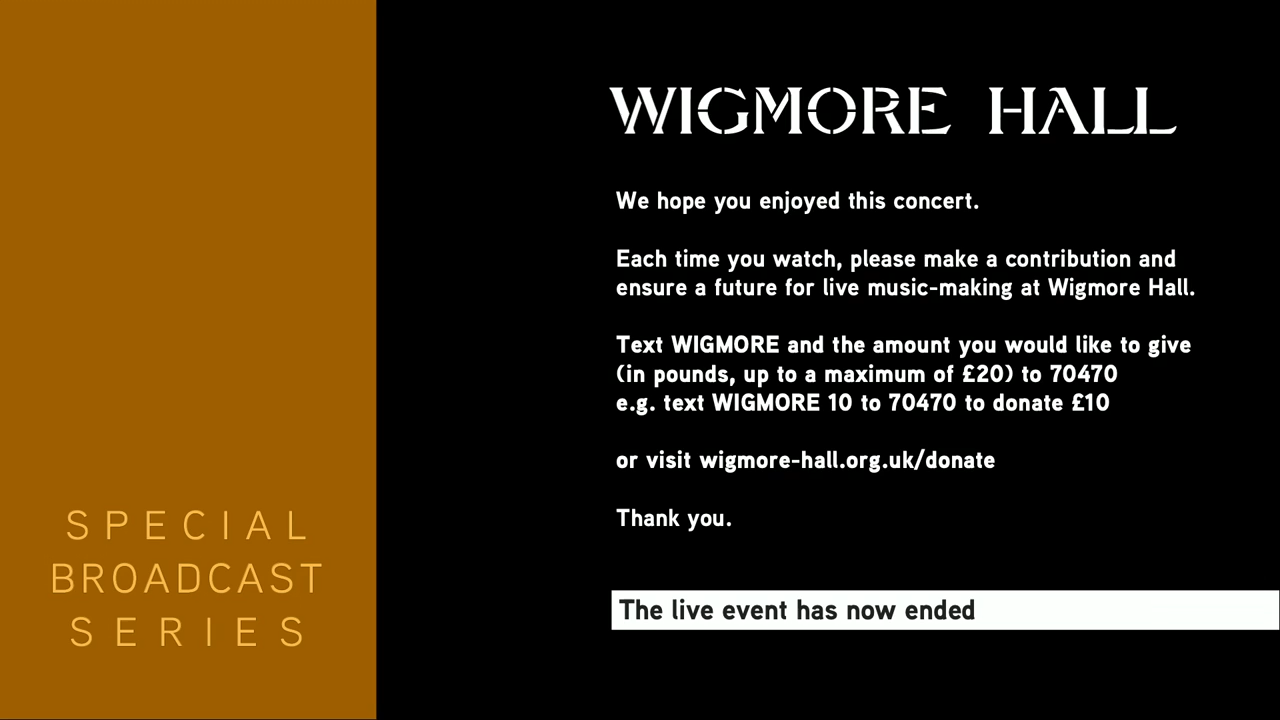 WIGMORE HALL
We hope you enjoyed this concert.
Each time you watch, please make a contribution and
ensure a future for live music-making at Wigmore Hall.
Text WIGMORE and the amount you would like to give
(in pounds, up to a maximum of £20) to 70470
e.g. text WIGMORE 10 to 70470 to donate £10
or visit wigmore-hall.org.uk/donate
Thank you.
The live event has now ended
SPECIAL
BROADCAST
SERIES